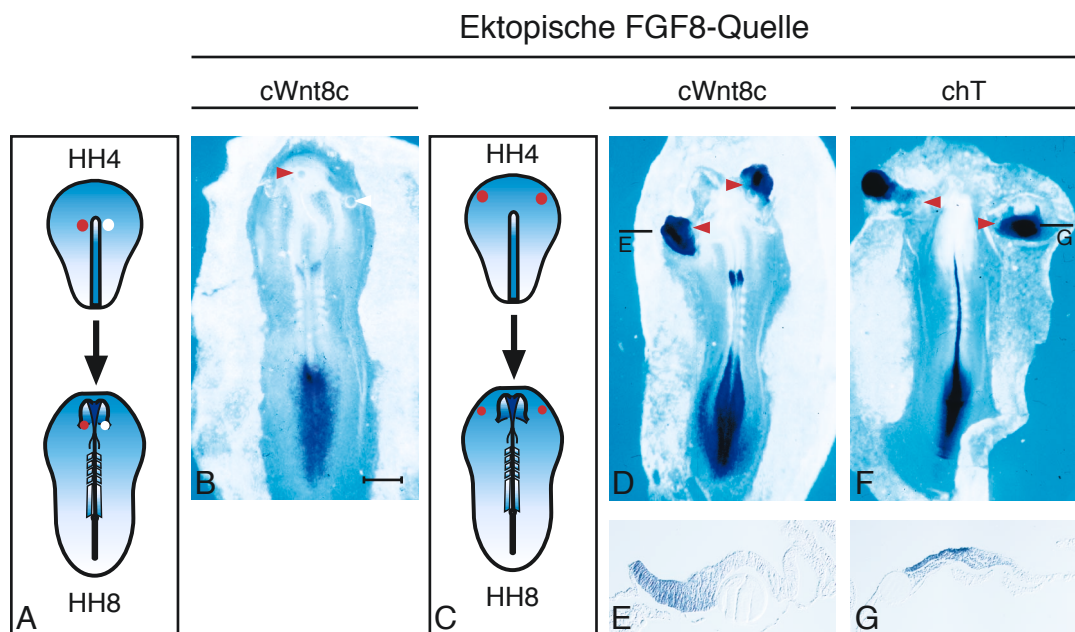 Ektopische FGF8-Quelle
cWnt8c
cWnt8c
chT
HH4
HH8
A
B
HH4
HH8
C
E
D
G
F
E
G